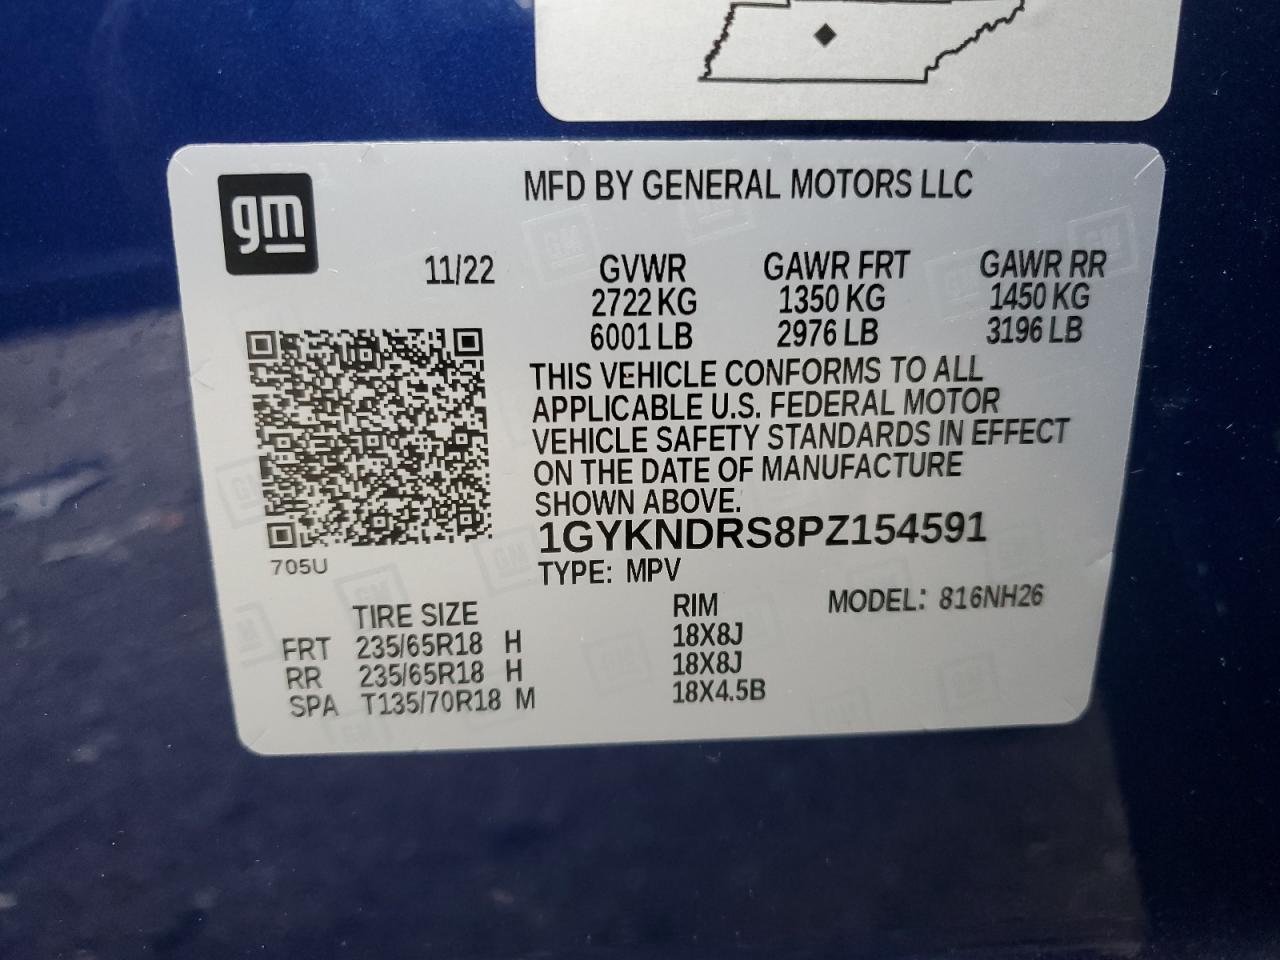 gm
MFD BY GENERAL MOTORS LLC
11/22 GVWR GAWR FRT GAWR RR
2722 KG 1350 KG 1450 KG
6001 LB 2976 LB 3196 LB
THIS VEHICLE CONFORMS TO ALL
APPLICABLE U.S. FEDERAL MOTOR
VEHICLE SAFETY STANDARDS IN EFFECT
ON THE DATE OF MANUFACTURE
SHOWN ABOVE.
1GYKNDRS8PZ154591
705U
TYPE: MPV
TIRE SIZE RIM MODEL: 816NH26
FRT 235/65R18 H 18X8J
RR 235/65R18 H 18X8J
SPA T135/70R18 M 18X4.5B